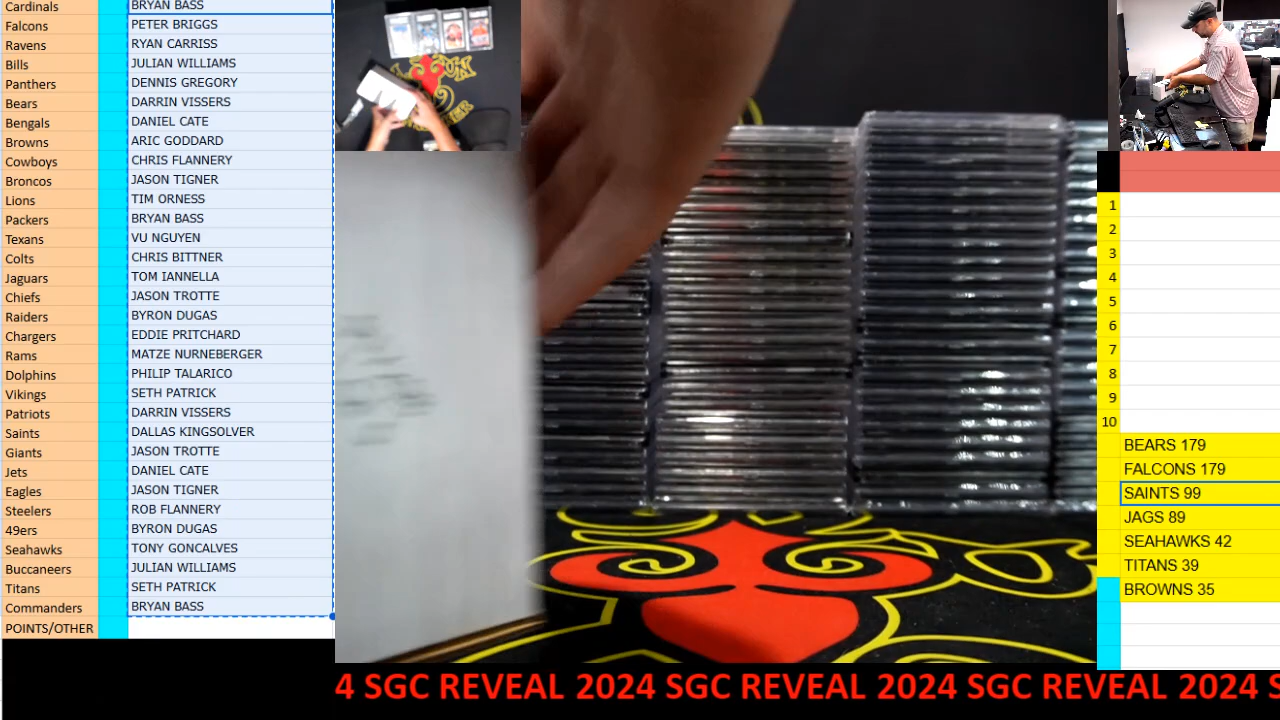 Cardinals BRYAN BASS
Falcons PETER BRIGGS
Ravens RYAN CARRISS
Bills JULIAN WILLIAMS
Panthers DENNIS GREGORY
Bears DARRIN VISSERS
Bengals DANIEL CATE
Browns ARIC GODDARD
Cowboys CHRIS FLANNERY
Broncos JASON TIGNER
Lions TIM ORNESS
Packers BRYAN BASS
Texans VU NGUYEN
Colts CHRIS BITTNER
Jaguars TOM IANNELLA
Chiefs JASON TROTTE
Raiders BYRON DUGAS
Chargers EDDIE PRITCHARD
Rams MATZE NURNEBERGER
Dolphins PHILIP TALARICO
Vikings SETH PATRICK
Patriots DARRIN VISSERS
Saints DALLAS KINGSOLVER
Giants JASON TROTTE
Jets DANIEL CATE
Eagles JASON TIGNER
Steelers ROB FLANNERY
49ers BYRON DUGAS
Seahawks TONY GONCALVES
Buccaneers JULIAN WILLIAMS
Titans SETH PATRICK
Commanders BRYAN BASS
POINTS/OTHER
1
2
3
4
5
6
7
8
9
10
BEARS 179
FALCONS 179
SAINTS 99
JAGS 89
SEAHAWKS 42
TITANS 39
BROWNS 35
4 SGC REVEAL 2024 SGC REVEAL 2024 SGC REVEAL 2024 S